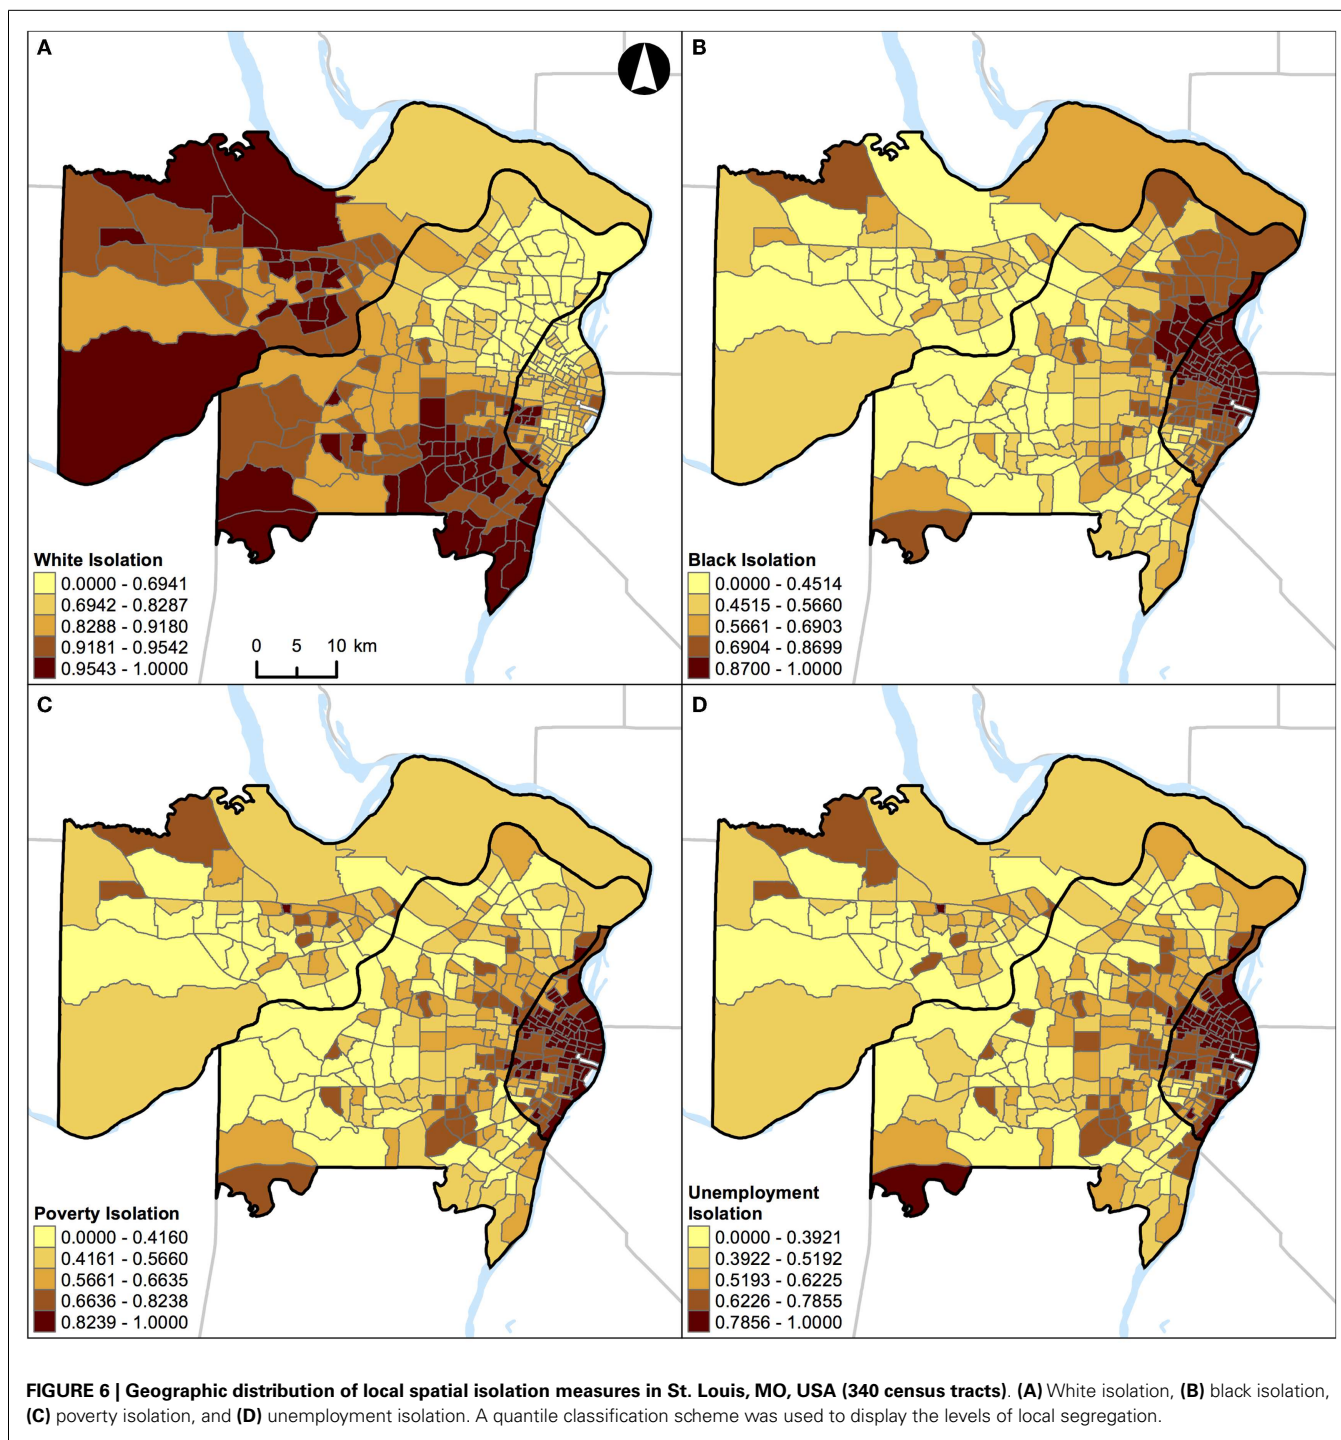 A
B
White Isolation
0.0000 - 0.6941
0.6942 - 0.8287
0.8288 - 0.9180
0.9181 - 0.9542
0.9543 - 1.0000
0 5 10 km
Black Isolation
0.0000 - 0.4514
0.4515 - 0.5660
0.5661 - 0.6903
0.6904 - 0.8699
0.8700 - 1.0000
C
D
Poverty Isolation
0.0000 - 0.4160
0.4161 - 0.5660
0.5661 - 0.6635
0.6636 - 0.8238
0.8239 - 1.0000
Unemployment
Isolation
0.0000 - 0.3921
0.3922 - 0.5192
0.5193 - 0.6225
0.6226 - 0.7855
0.7856 - 1.0000
FIGURE 6 | Geographic distribution of local spatial isolation measures in St. Louis, MO, USA (340 census tracts). (A) White isolation, (B) black isolation,
(C) poverty isolation, and (D) unemployment isolation. A quantile classification scheme was used to display the levels of local segregation.